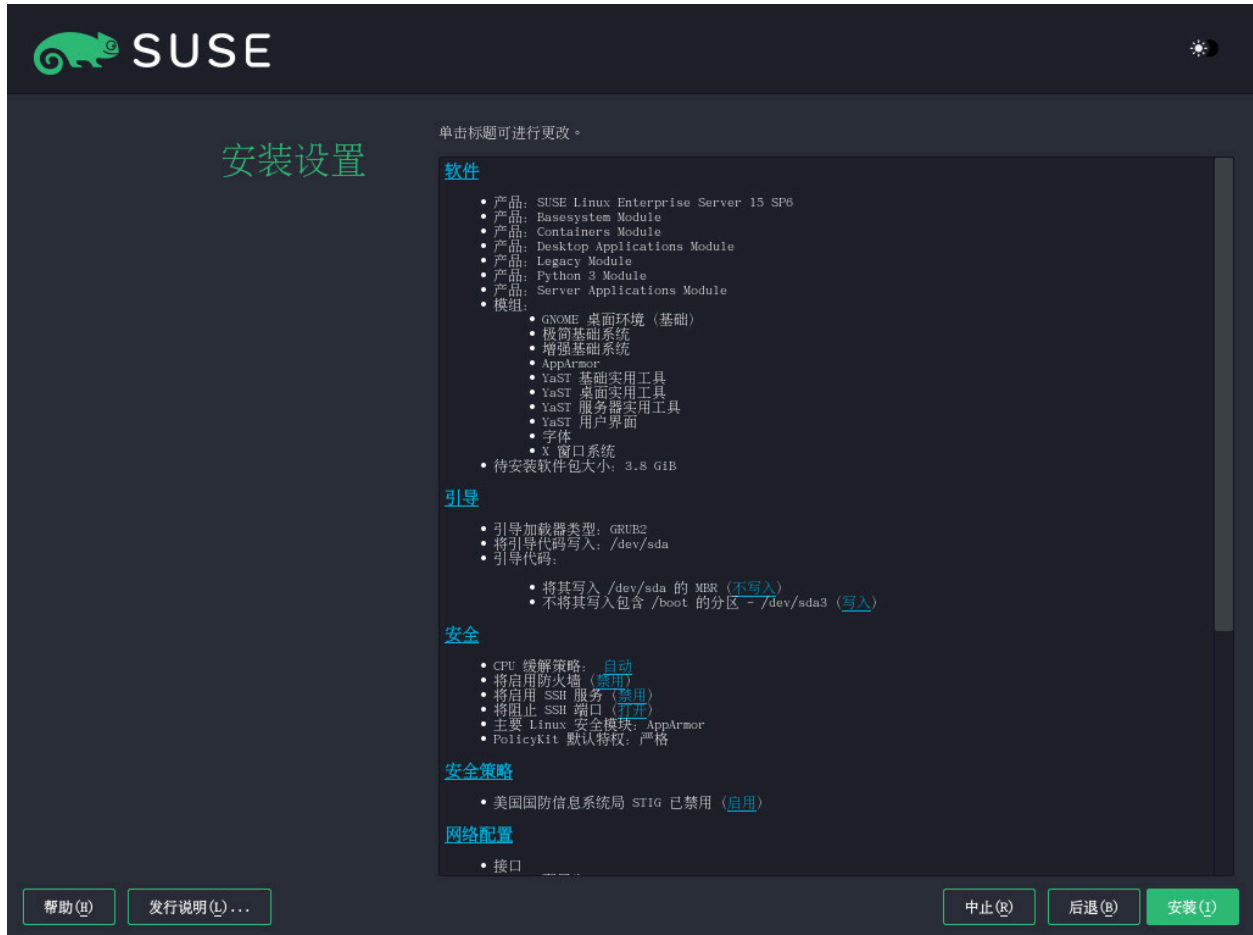 SUSE
安装设置
单击标题可进行更改。
软件
• 产品: SUSE Linux Enterprise Server 15 SP6
• 产品: Basesystem Module
• 产品: Containers Module
• 产品: Desktop Applications Module
• 产品: Legacy Module
• 产品: Python 3 Module
• 产品: Server Applications Module
• 模组:
• GNOME 桌面环境 (基础)
• 极简基础系统
• 增强基础系统
• AppArmor
• YaST 基础实用工具
• YaST 桌面实用工具
• YaST 服务器实用工具
• YaST 用户界面
• 字体
• X 窗口系统
• 待安装软件包大小: 3.8 GiB
引导
• 引导加载器类型: GRUB2
• 将引导代码写入: /dev/sda
• 引导代码:
• 将其写入 /dev/sda 的 MBR (不写入)
• 不将其写入包含 /boot 的分区 - /dev/sda3 (写入)
安全
• CPU 缓解策略: 自动
• 将启用防火墙 (禁用)
• 将启用 SSH 服务 (禁用)
• 将阻止 SSH 端口 (打开)
• 主要 Linux 安全模块: AppArmor
• PolicyKit 默认特权: 严格
安全策略
• 美国国防信息系统局 STIG 已禁用 (启用)
网络配置
• 接口
帮助(H) 发行说明(L)... 中止(R) 后退(B) 安装(I)